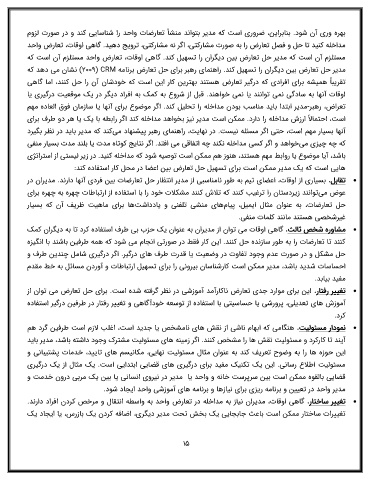 بهره وری آن شود. بنابراین، ضروری است که مدیر بتواند منشأ تعارضات واحد را شناسایی کند و در صورت لزوم
مداخله کنید تا حل و فصل تعارض را به صورت مشارکتی، اگر نه مشارکتی، ترویج دهید. گاهی اوقات، تعارض واحد
مستلزم آن است که مدیر حل تعارض بین دیگران را تسهیل کند. گاهی اوقات، تعارض واحد مستلزم آن است که
مدیر حل تعارض بین دیگران را تسهیل کند. راهنمای رهبر برای حل تعارض برنامه CRM (۲۰۰۹) نشان می دهد که
تقریباً همیشه برای افرادی که درگیر تعارض هستند بهترین کار این است که خودشان آن را حل کنند، اما گاهی
اوقات آنها به سادگی نمی توانند یا نمی خواهند. قبل از شروع به کمک به افراد دیگر در یک موقعیت درگیری یا
تعراض، رهبر-مدیر ابتدا باید مناسب بودن مداخله را تحلیل کند. اگر موضوع برای آنها یا سازمان فوق العاده مهم
است، احتمالاً ارزش مداخله را دارد. ممکن است مدیر نیز بخواهد مداخله کند اگر رابطه با یک یا هر دو طرف برای
آنها بسیار مهم است، حتی اگر مسئله نیست. در نهایت، راهنمای رهبر پیشنهاد می‌کند که مدیر باید در نظر بگیرد
که چه چیزی می‌خواهد و اگر کسی مداخله نکند چه اتفاقی می افتد. اگر نتایج کوتاه مدت یا بلند مدت بسیار منفی
باشد، آیا موضوع یا روابط مهم هستند، هنوز هم ممکن است توصیه شود که مداخله کنید. در زیر لیستی از استراتژی
هایی است که یک مدیر ممکن است برای تسهیل حل تعارض بین اعضا در محل کار استفاده کند:
• تقابل. بسیاری از اوقات، اعضای تیم به طور نامناسبی از مدیر انتظار حل تعارضات بین فردی آنها دارند. مدیران در
عوض می‌توانند زیردستان را ترغیب کنند که تلاش کنند مشکلات خود را با استفاده از ارتباطات چهره به چهره برای
حل تعارضات، به عنوان مثال ایمیل، پیام‌های منشی تلفنی و یادداشت‌ها برای ماهیت ظریف آن که بسیار
غیرشخصی هستند مانند کلمات منفی.
• مشاوره شخص ثالث. گاهی اوقات می توان از مدیران به عنوان یک حزب بی طرف استفاده کرد تا به دیگران کمک
کنند تا تعارضات را به طور سازنده حل کنند. این کار فقط در صورتی انجام می شود که همه طرفین باشند با انگیزه
حل مشکل و در صورت عدم وجود تفاوت در وضعیت یا قدرت طرف های درگیر. اگر درگیری شامل چندین طرف و
احساسات شدید باشد، مدیر ممکن است کارشناسان بیرونی را برای تسهیل ارتباطات و آوردن مسائل به خط مقدم
مفید بیابد.
• تغییر رفتار. این برای موارد جدی تعارض ناکارآمد آموزشی در نظر گرفته شده است. برای حل تعارض می توان از
آموزش های تعدیلی، پرورشی یا حساسیتی با استفاده از توسعه خودآگاهی و تغییر رفتار در طرفین درگیر استفاده
کرد.
• نمودار مسئولیت. هنگامی که ابهام ناشی از نقش های نامشخص یا جدید است، اغلب لازم است طرفین گرد هم
آیند تا کارکرد و مسئولیت نقش ها را مشخص کنند. اگر زمینه های مسئولیت مشترک وجود داشته باشد، مدیر باید
این حوزه ها را به وضوح تعریف کند به عنوان مثال مسئولیت نهایی، مکانیسم های تایید، خدمات پشتیبانی و
مسئولیت اطلاع رسانی. این یک تکنیک مفید برای درگیری های قضایی ابتدایی است. یک مثال از یک درگیری
قضایی بالقوه ممکن است بین سرپرست خانه و واحد یا مدیر در نیروی انسانی یا بین یک مربی درون خدمت و
مدیر واحد در تعیین و برنامه ریزی برای نیازها و برنامه های آموزشی واحد ایجاد شود.
• تغییر ساختار. گاهی اوقات، مدیران نیاز به مداخله در تعارض واحد به واسطه انتقال و مرخص کردن افراد دارند.
تغییرات ساختار ممکن است باعث جابجایی یک بخش تحت مدیر دیگری، اضافه کردن یک بازرس، یا ایجاد یک
۱۵